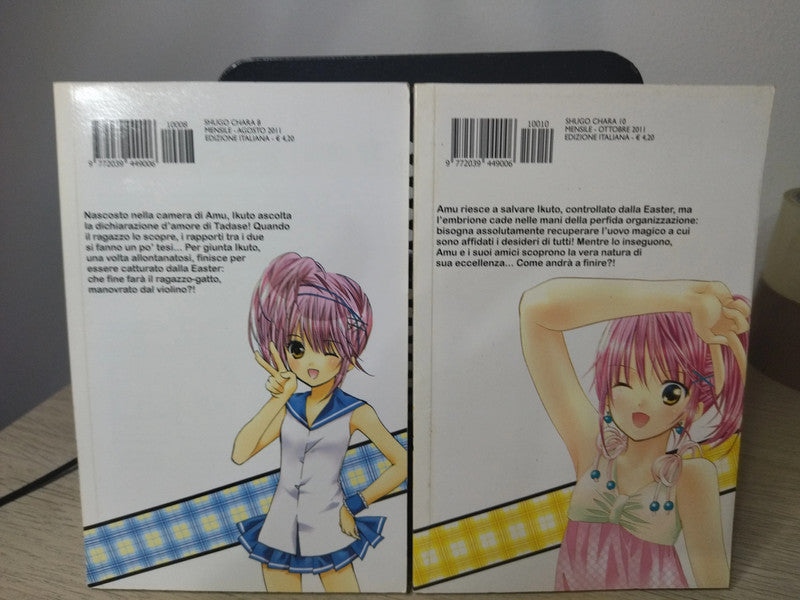 10008
SHUGO CHARA 8
MENSILE - AGOSTO 2011
EDIZIONE ITALIANA - € 4,20
9 772039 449006
Nascosto nella camera di Amu, Ikuto ascolta
la dichiarazione d'amore di Tadase! Quando
il ragazzo lo scopre, i rapporti tra i due
si fanno un po' tesi... Per giunta Ikuto,
una volta allontanatosi, finisce per
essere catturato dalla Easter:
che fine farà il ragazzo-gatto,
manovrato dal violino?!
10010
SHUGO CHARA 10
MENSILE - OTTOBRE 2011
EDIZIONE ITALIANA - € 4,20
9 772039 449006
Amu riesce a salvare Ikuto, controllato dalla Easter, ma
l'embrione cade nelle mani della perfida organizzazione:
bisogna assolutamente recuperare l'uovo magico a cui
sono affidati i desideri di tutti! Mentre lo inseguono,
Amu e i suoi amici scoprono la vera natura di
sua eccellenza... Come andrà a finire?!